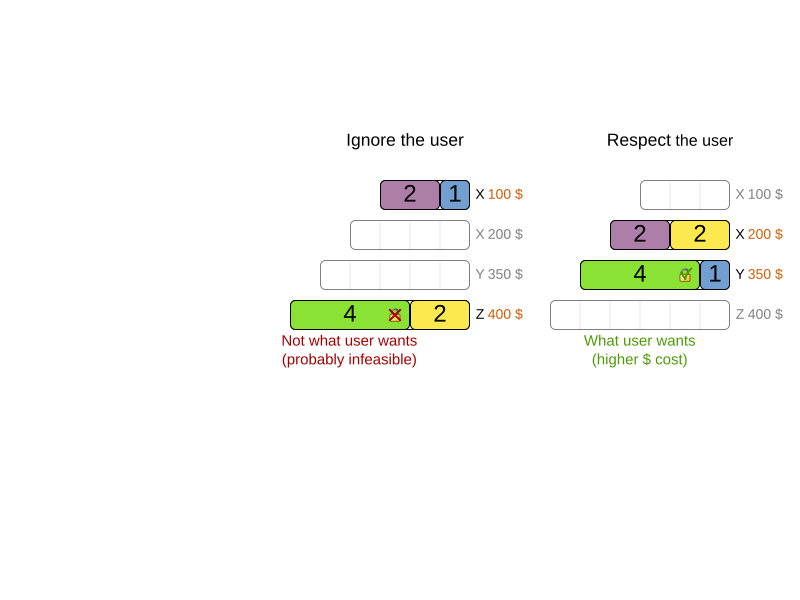 Ignore the user
2 1 X 100 $
X 200 $
Y 350 $
4 2 Z 400 $
Not what user wants
(probably infeasible)
Respect the user
X 100 $
2 2 X 200 $
4 1 Y 350 $
Z 400 $
What user wants
(higher $ cost)